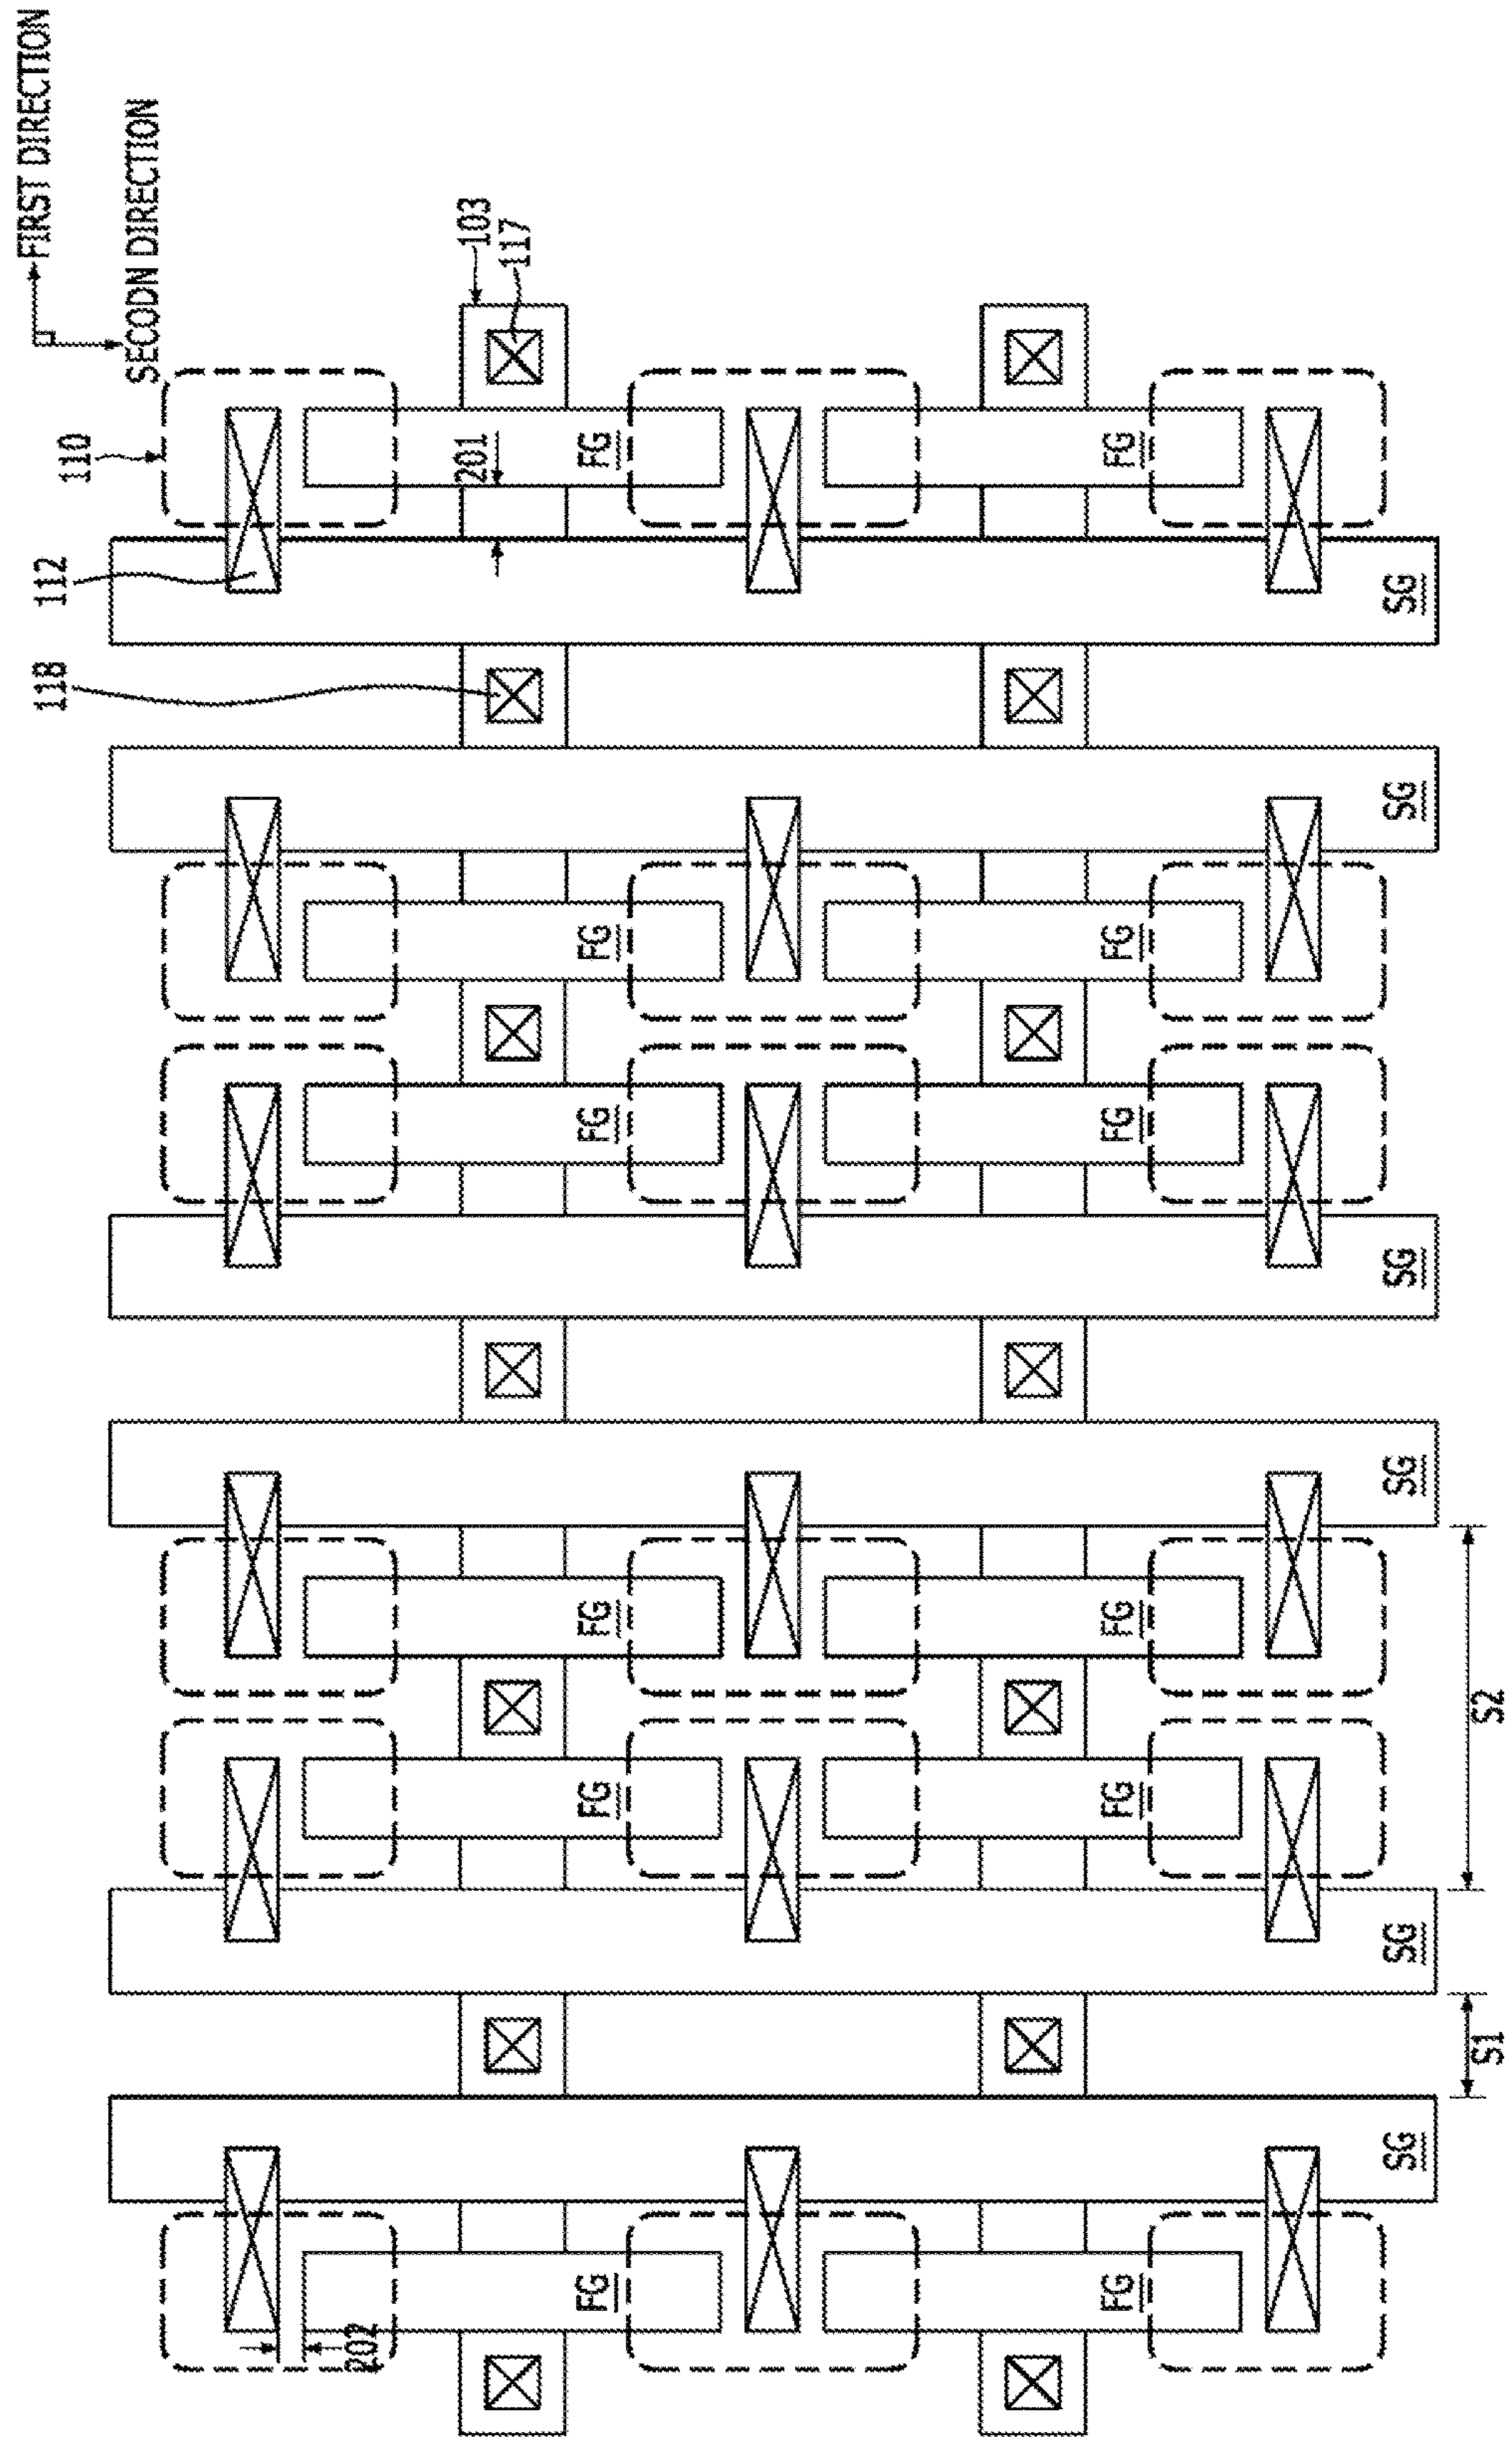 FIRST DIRECTION
118
112
110
SECODN DIRECTION
202
201
103
117
FG
FG
FG
FG
FG
FG
FG
FG
FG
FG
FG
FG
SG
SG
SG
SG
SG
SG
S1
S2